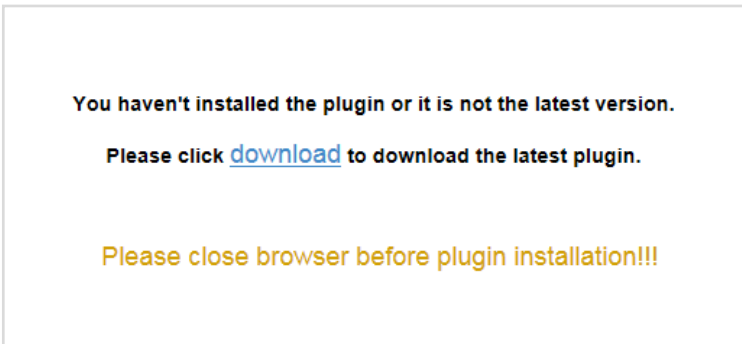 You haven't installed the plugin or it is not the latest version.
Please click download to download the latest plugin.
Please close browser before plugin installation!!!